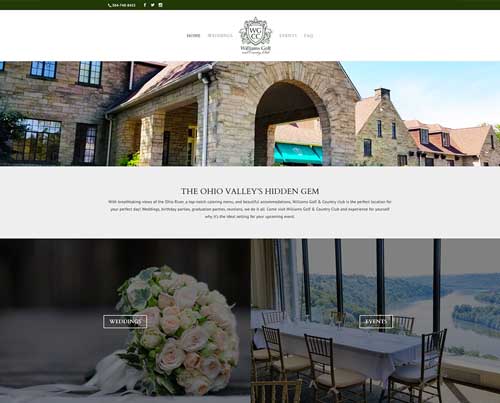 304-748-8403
HOME
WEDDINGS
WG
CC
Williams Golf
and Country Club
EVENTS
FAQ
THE OHIO VALLEY'S HIDDEN GEM
With breathtaking views of the Ohio River, a top-notch catering menu, and beautiful accommodations, Williams Golf & Country Club is the perfect location for
your perfect day! Weddings, birthday parties, graduation parties, reunions, we do it all. Come visit Williams Golf & Country Club and experience for yourself
why it's the ideal setting for your upcoming event.
WEDDINGS
EVENTS